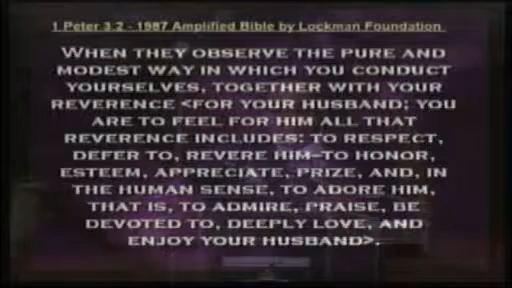 1 Peter 3:2 - 1987 Amplified Bible by Lockman Foundation
WHEN THEY OBSERVE THE PURE AND
MODEST WAY IN WHICH YOU CONDUCT
YOURSELVES, TOGETHER WITH YOUR
REVERENCE <FOR YOUR HUSBAND; YOU
ARE TO FEEL FOR HIM ALL THAT
REVERENCE INCLUDES: TO RESPECT,
DEFER TO, REVERE HIM–TO HONOR,
ESTEEM, APPRECIATE, PRIZE, AND, IN
THE HUMAN SENSE, TO ADORE HIM,
THAT IS, TO ADMIRE, PRAISE, BE
DEVOTED TO, DEEPLY LOVE, AND
ENJOY YOUR HUSBAND>.